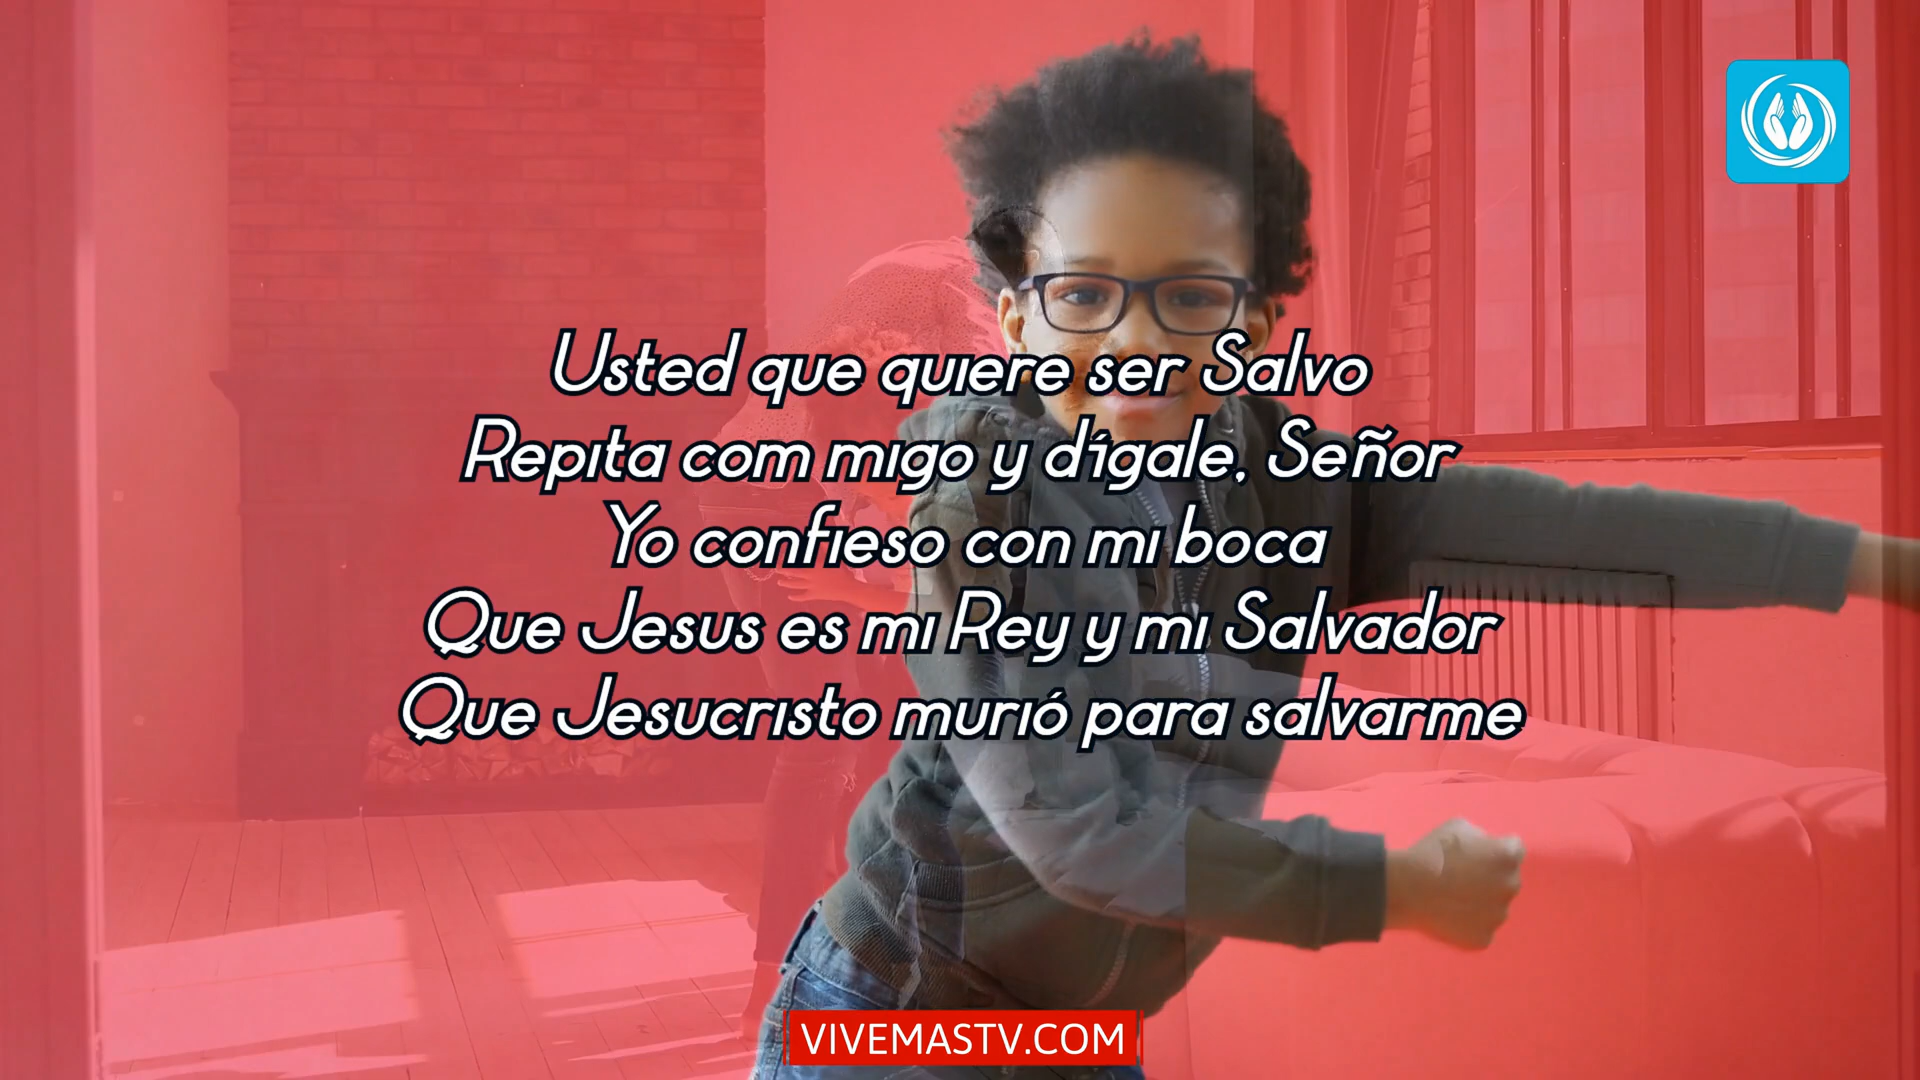 Usted que quiere ser Salvo
Repita com migo y dígale, Señor
Yo confieso con mi boca
Que Jesus es mi Rey y mi Salvador
Que Jesucristo murió para salvarme
VIVEMASTV.COM